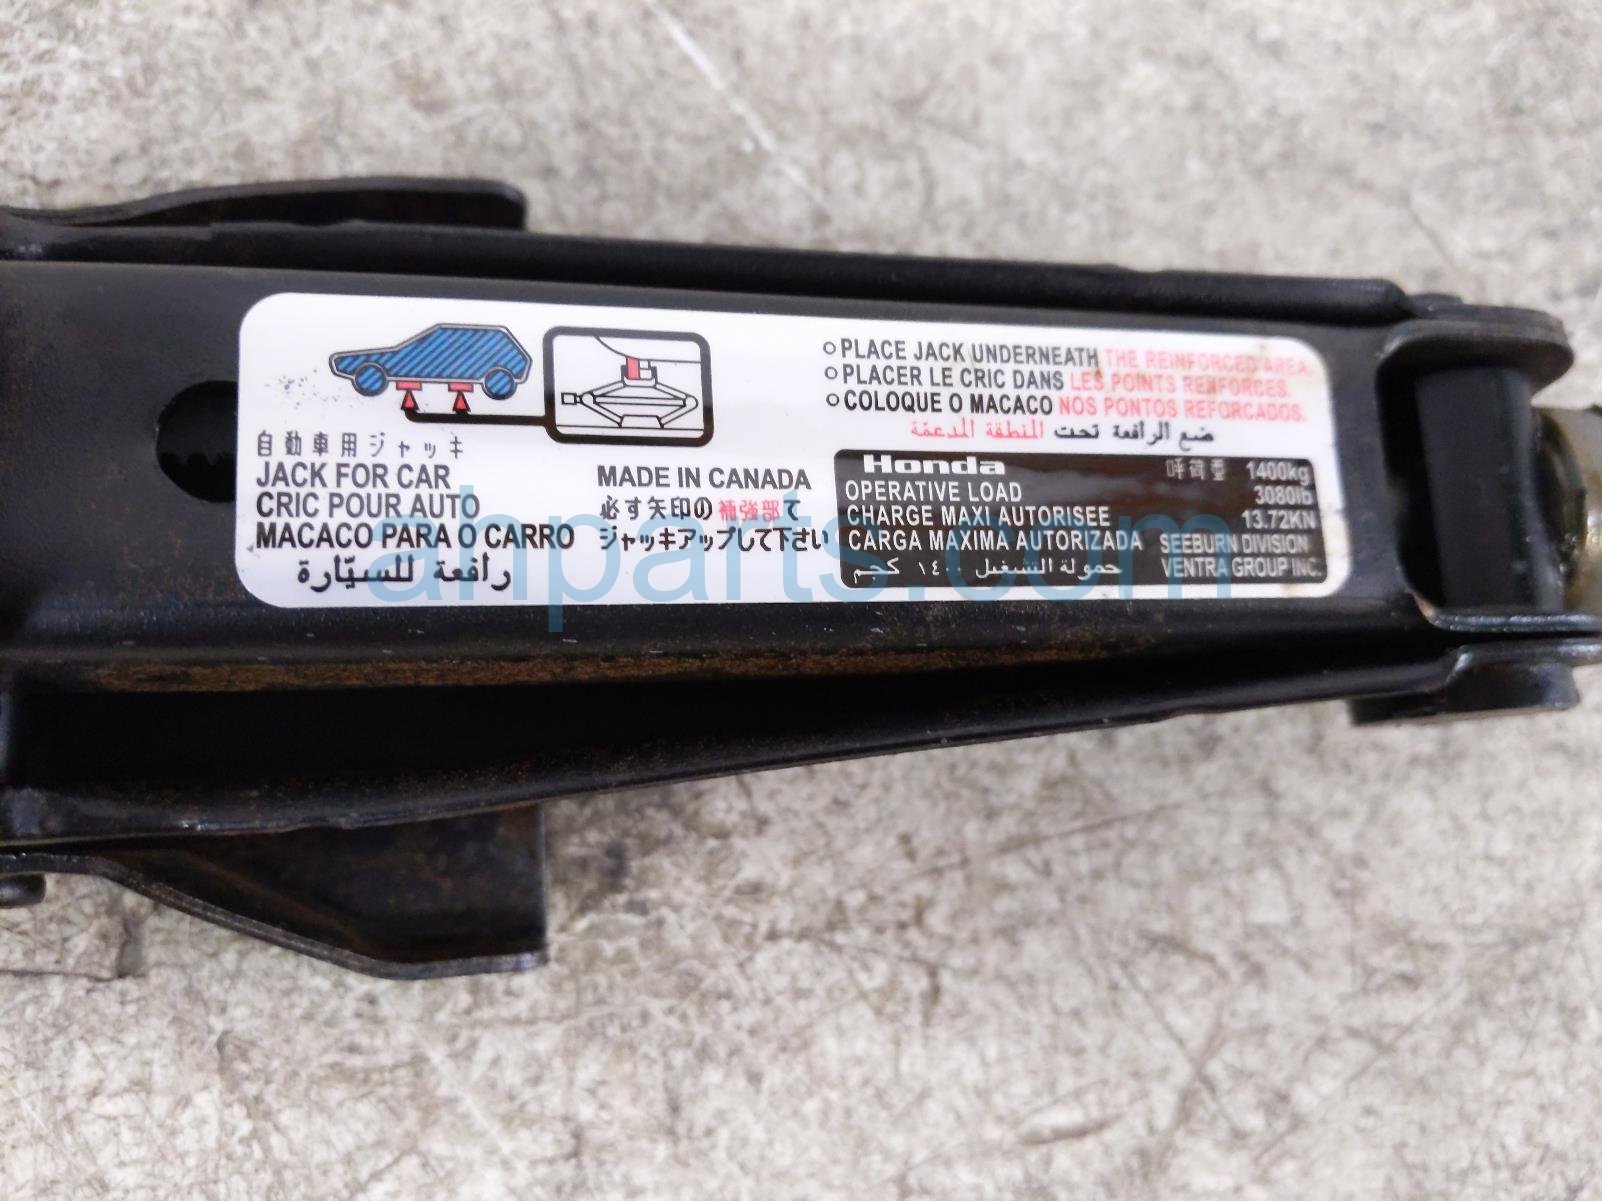 自動車用ジャッキ
JACK FOR CAR
CRIC POUR AUTO
MACACO PARA O CARRO
رافعة للسيّارة
MADE IN CANADA
必ず矢印の補強部て
ジャッキアップして下さい
○ PLACE JACK UNDERNEATH THE REINFORCED AREA.
○ PLACER LE CRIC DANS LES POINTS RENFORCES.
○ COLOQUE O MACACO NOS PONTOS REFORCADOS.
ضع الرافعة تحت المنطقة المدعمّة
Honda 呼荷重 1400kg
OPERATIVE LOAD 3080lb
CHARGE MAXI AUTORISEE 13.72KN
CARGA MAXIMA AUTORIZADA SEEBURN DIVISION
حمولة التشغيل ١٤٠٠ كجم VENTRA GROUP INC.
ahparts.com